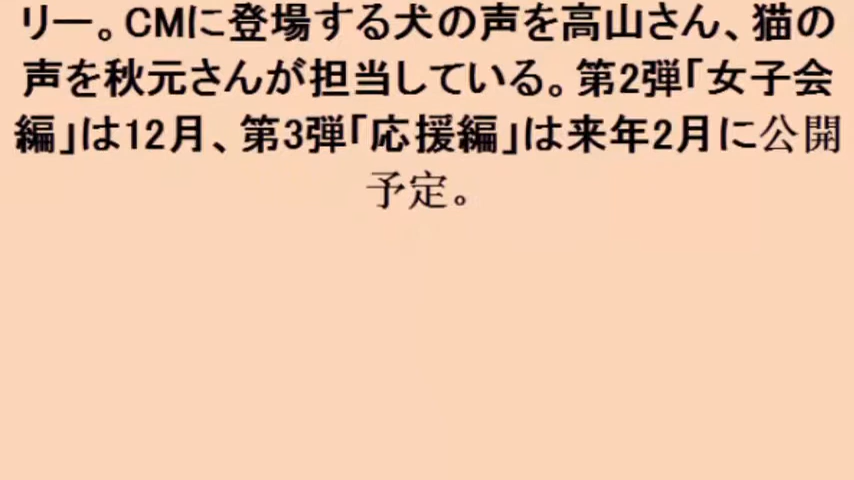 リー。CMに登場する犬の声を高山さん、猫の
声を秋元さんが担当している。第2弾「女子会
編」は12月、第3弾「応援編」は来年2月に公開
予定。